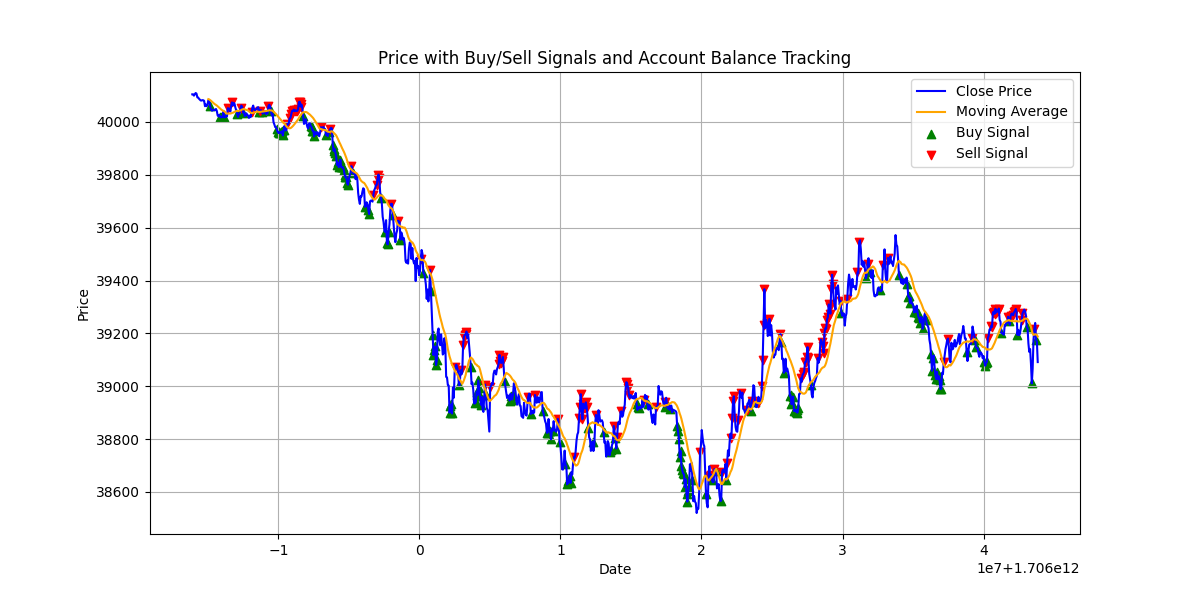 Price with Buy/Sell Signals and Account Balance Tracking
Close Price
Moving Average
Buy Signal
Sell Signal
40000
39800
39600
39400
39200
39000
38800
38600
Price
−1 0 1 2 3 4
Date
1e7+1.706e12